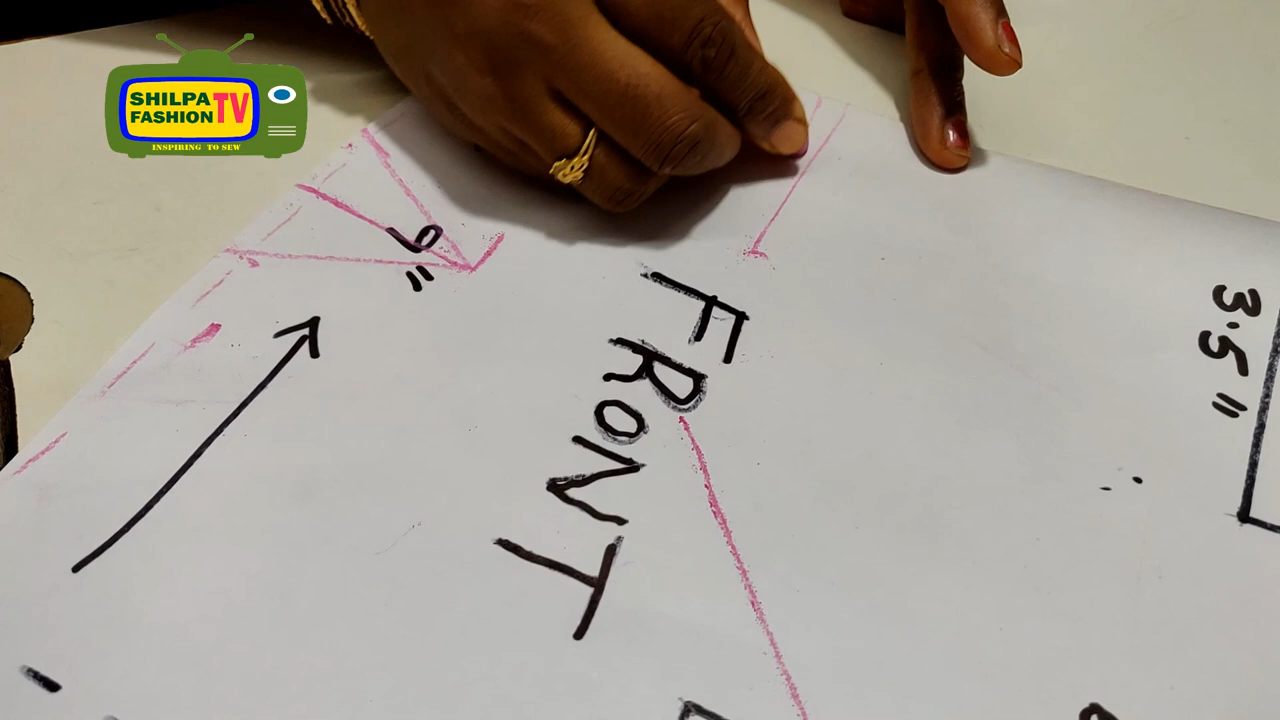 SHILPA
FASHION TV
INSPIRING TO SEW
9"
FRONT
3.5"